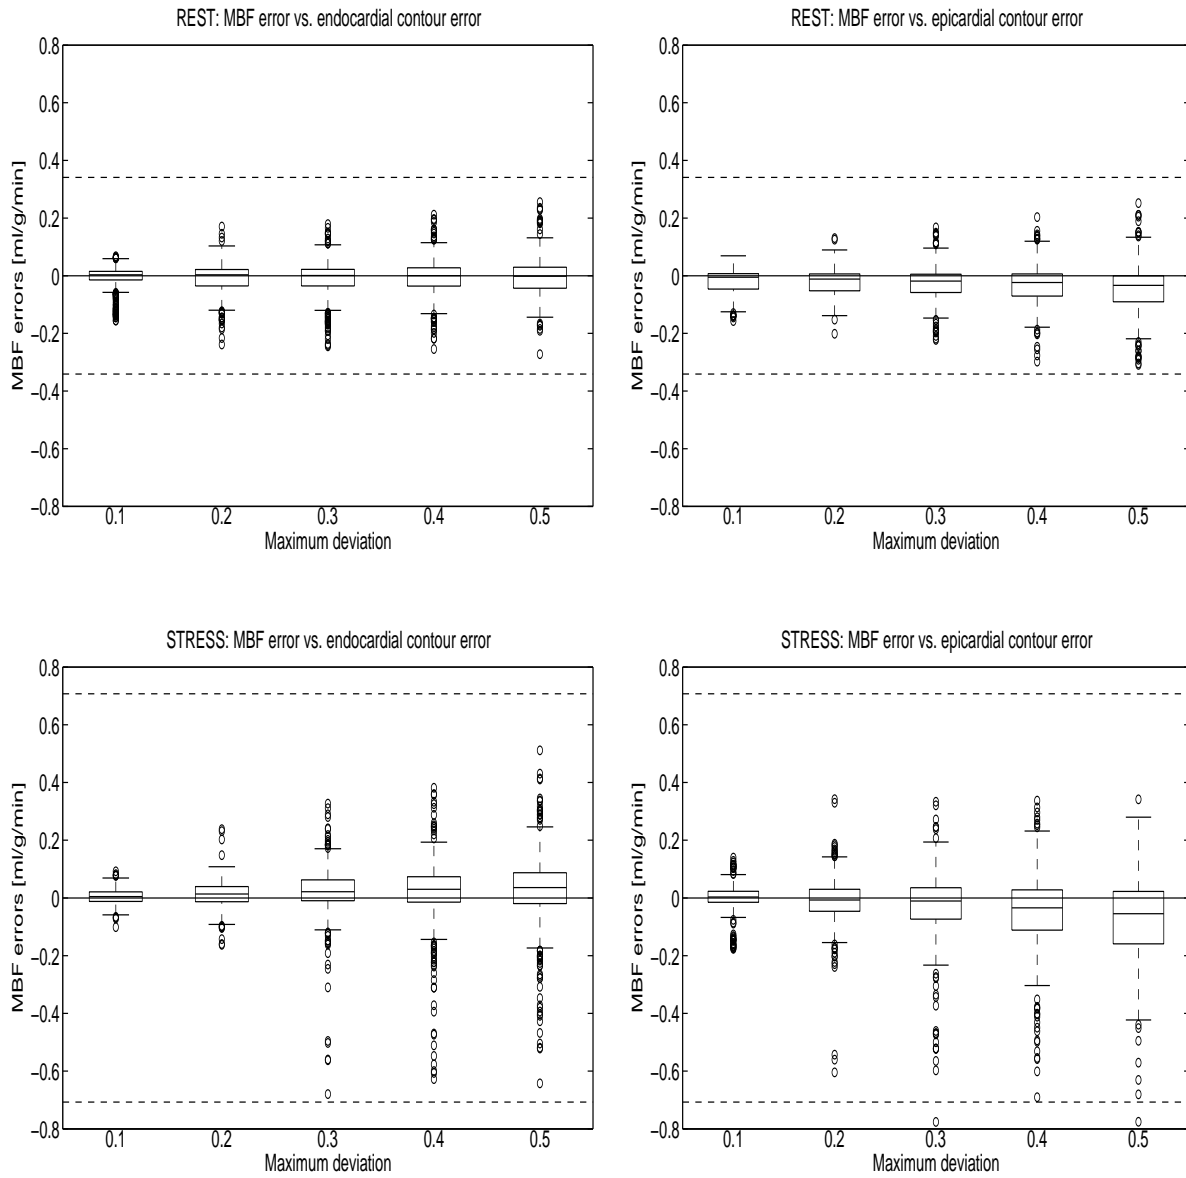 REST: MBF error vs. endocardial contour error
0.8
0.6
0.4
0.2
0
−0.2
−0.4
−0.6
−0.8
MBF errors [ml/g/min]
0.1 0.2 0.3 0.4 0.5
Maximum deviation
REST: MBF error vs. epicardial contour error
0.8
0.6
0.4
0.2
0
−0.2
−0.4
−0.6
−0.8
MBF errors [ml/g/min]
0.1 0.2 0.3 0.4 0.5
Maximum deviation
STRESS: MBF error vs. endocardial contour error
0.8
0.6
0.4
0.2
0
−0.2
−0.4
−0.6
−0.8
MBF errors [ml/g/min]
0.1 0.2 0.3 0.4 0.5
Maximum deviation
STRESS: MBF error vs. epicardial contour error
0.8
0.6
0.4
0.2
0
−0.2
−0.4
−0.6
−0.8
MBF errors [ml/g/min]
0.1 0.2 0.3 0.4 0.5
Maximum deviation